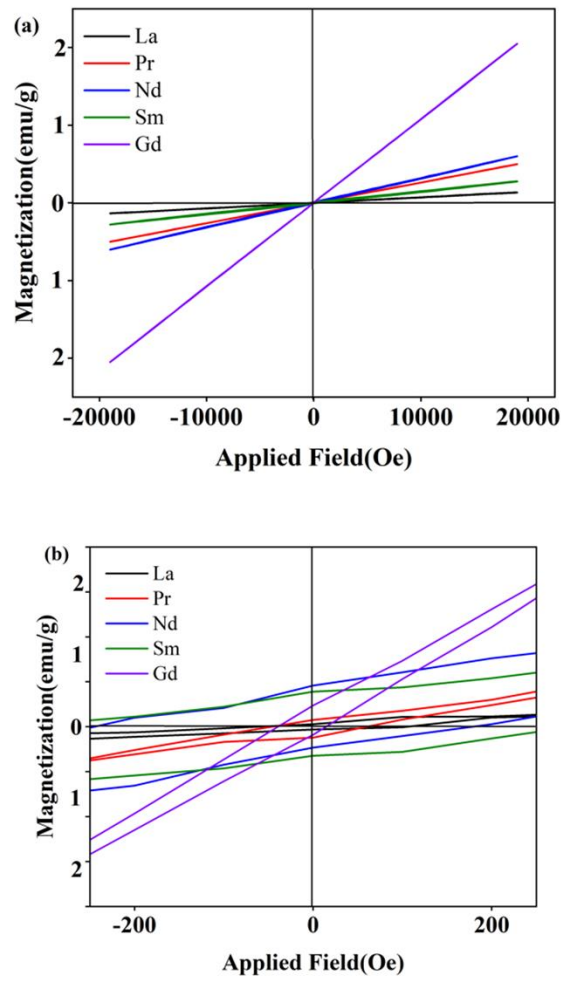 (a)
La
Pr
Nd
Sm
Gd
2
1
0
1
2
Magnetization(emu/g)
-20000 -10000 0 10000 20000
Applied Field(Oe)
(b)
La
Pr
Nd
Sm
Gd
2
1
0
1
2
Magnetization(emu/g)
-200 0 200
Applied Field(Oe)